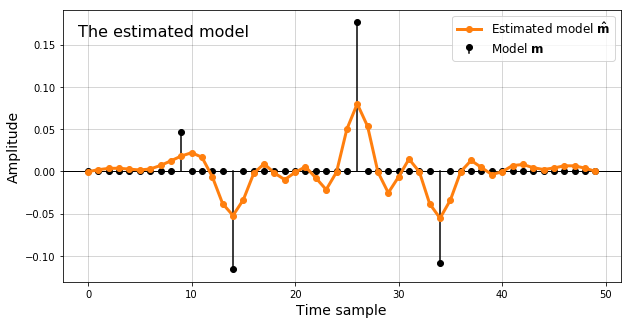 The estimated model
Estimated model m̂
Model m
Amplitude
0.15
0.10
0.05
0.00
−0.05
−0.10
0 10 20 30 40 50
Time sample